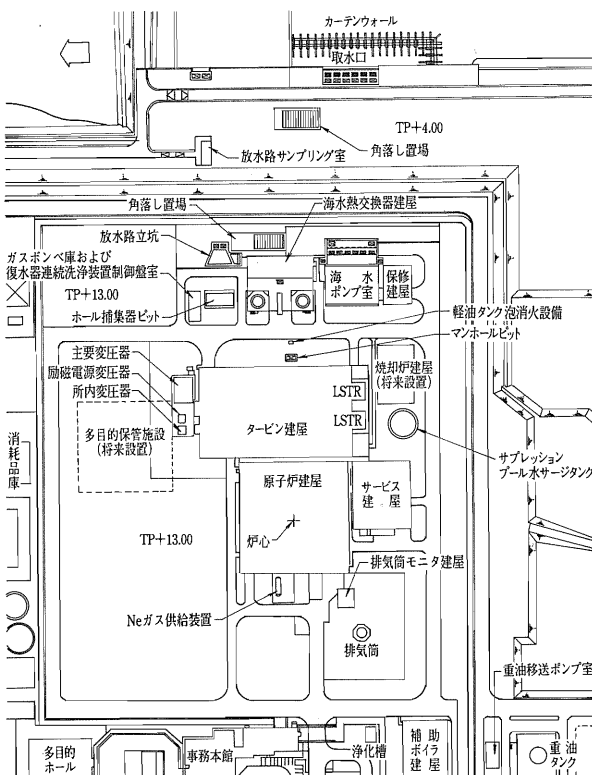 カーテンウォール
取水口
TP+4.00
角落し置場
放水路サンプリング室
角落し置場
海水熱交換器建屋
放水路立坑
ガスボンベ庫および
復水器連続洗浄装置制御盤室
海水
ポンプ室
保修
建屋
TP+13.00
ホール捕集器ピット
軽油タンク泡消火設備
マンホールピット
主要変圧器
励磁電源変圧器
所内変圧器
焼却炉建屋
(将来設置)
LSTR
LSTR
多目的保管施設
(将来設置)
タービン建屋
消耗品庫
サプレッション
プール水サージタンク
原子炉建屋
サービス
建屋
TP+13.00
炉心
排気筒モニタ建屋
Neガス供給装置
排気筒
重油移送ポンプ室
多目的
ホール
事務本館
浄化槽
補助
ボイラ
建屋
重油
タンク